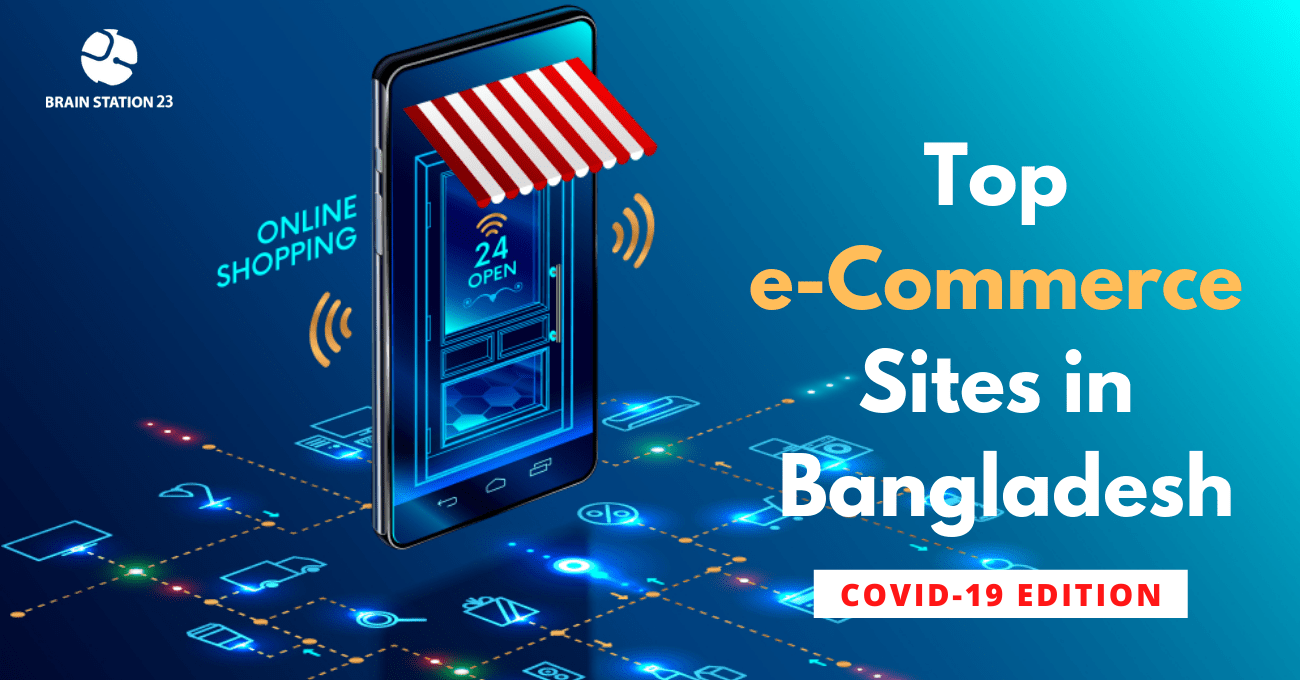 BRAIN STATION 23
ONLINE
SHOPPING
24
OPEN
Top
e-Commerce
Sites in
Bangladesh
COVID-19 EDITION